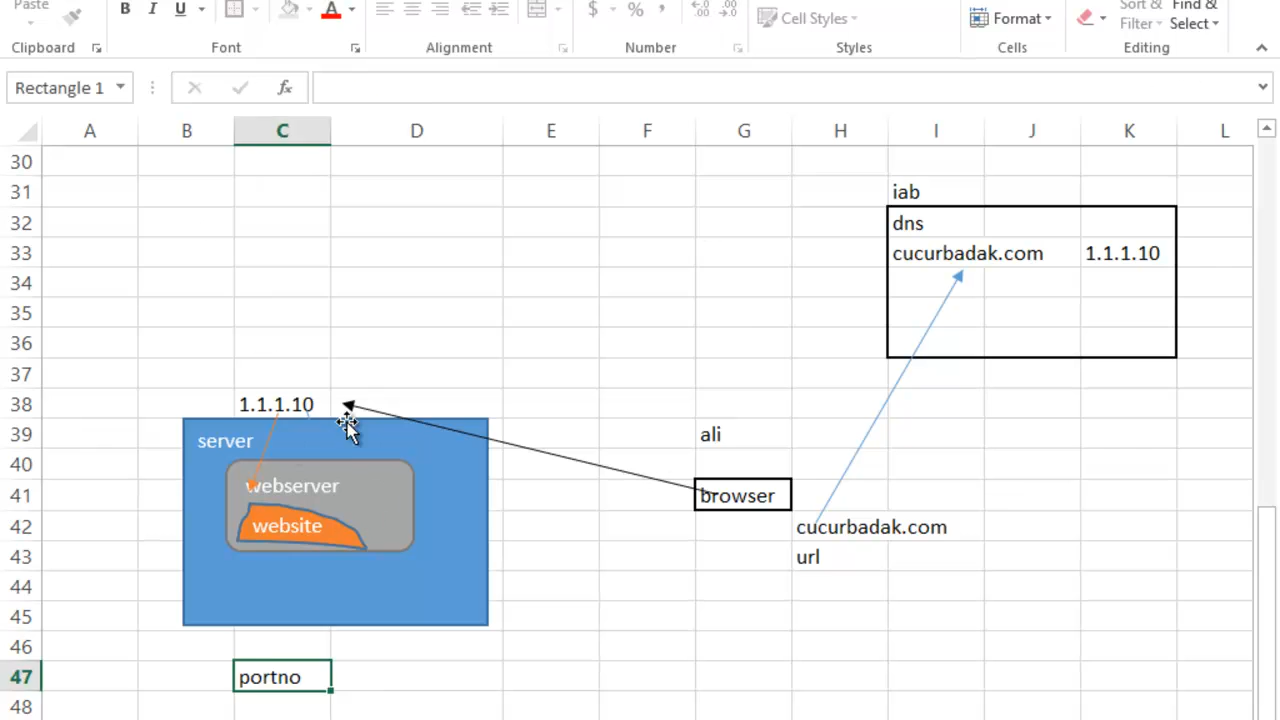 Paste
B I U A $ % ,
Cell Styles
Format
Sort & Find &
Filter Select
Clipboard Font Alignment Number Styles Cells Editing
Rectangle 1 fx
A B C D E F G H I J K L
30
31 iab
32 dns
33 cucurbadak.com 1.1.1.10
34
35
36
37
38 1.1.1.10
39 server ali
40
41 webserver browser
42 website cucurbadak.com
43 url
44
45
46
47 portno
48